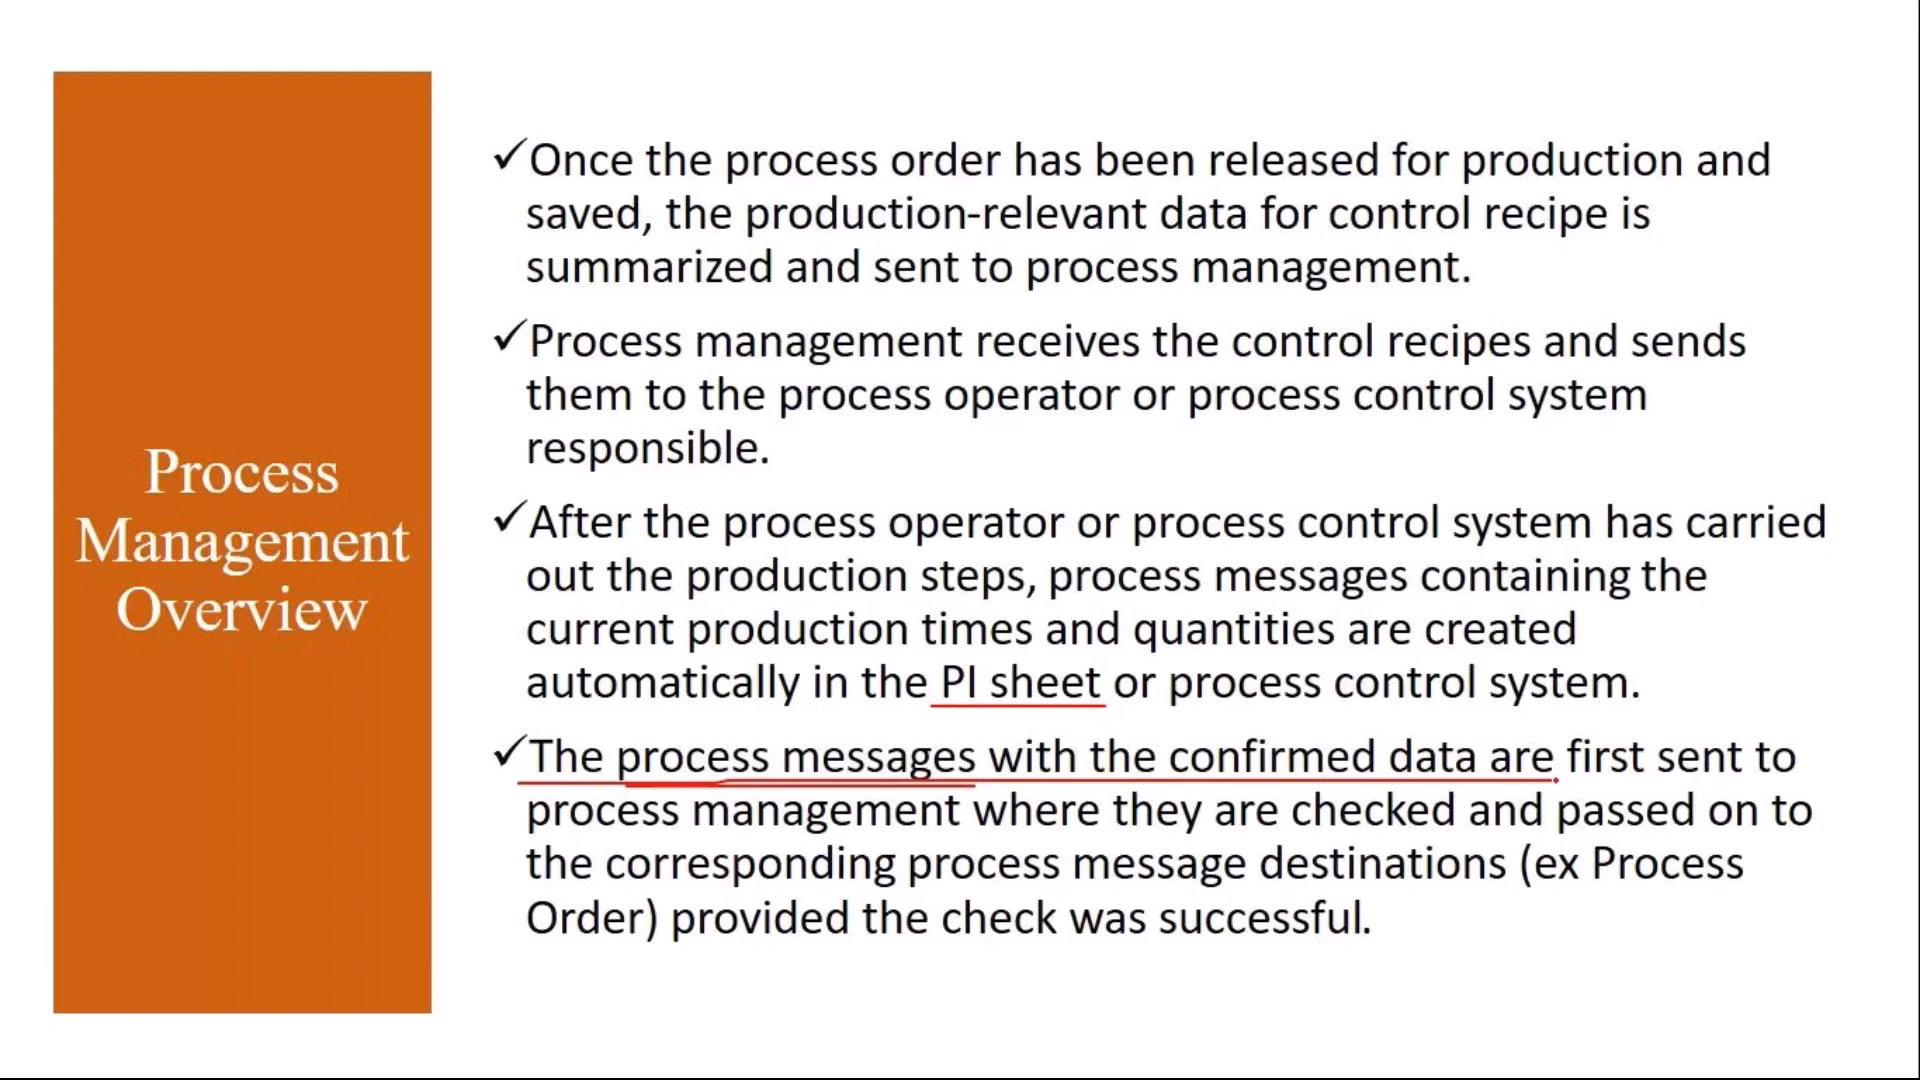 Process
Management
Overview
✓Once the process order has been released for production and
saved, the production-relevant data for control recipe is
summarized and sent to process management.
✓Process management receives the control recipes and sends
them to the process operator or process control system
responsible.
✓After the process operator or process control system has carried
out the production steps, process messages containing the
current production times and quantities are created
automatically in the PI sheet or process control system.
✓The process messages with the confirmed data are first sent to
process management where they are checked and passed on to
the corresponding process message destinations (ex Process
Order) provided the check was successful.